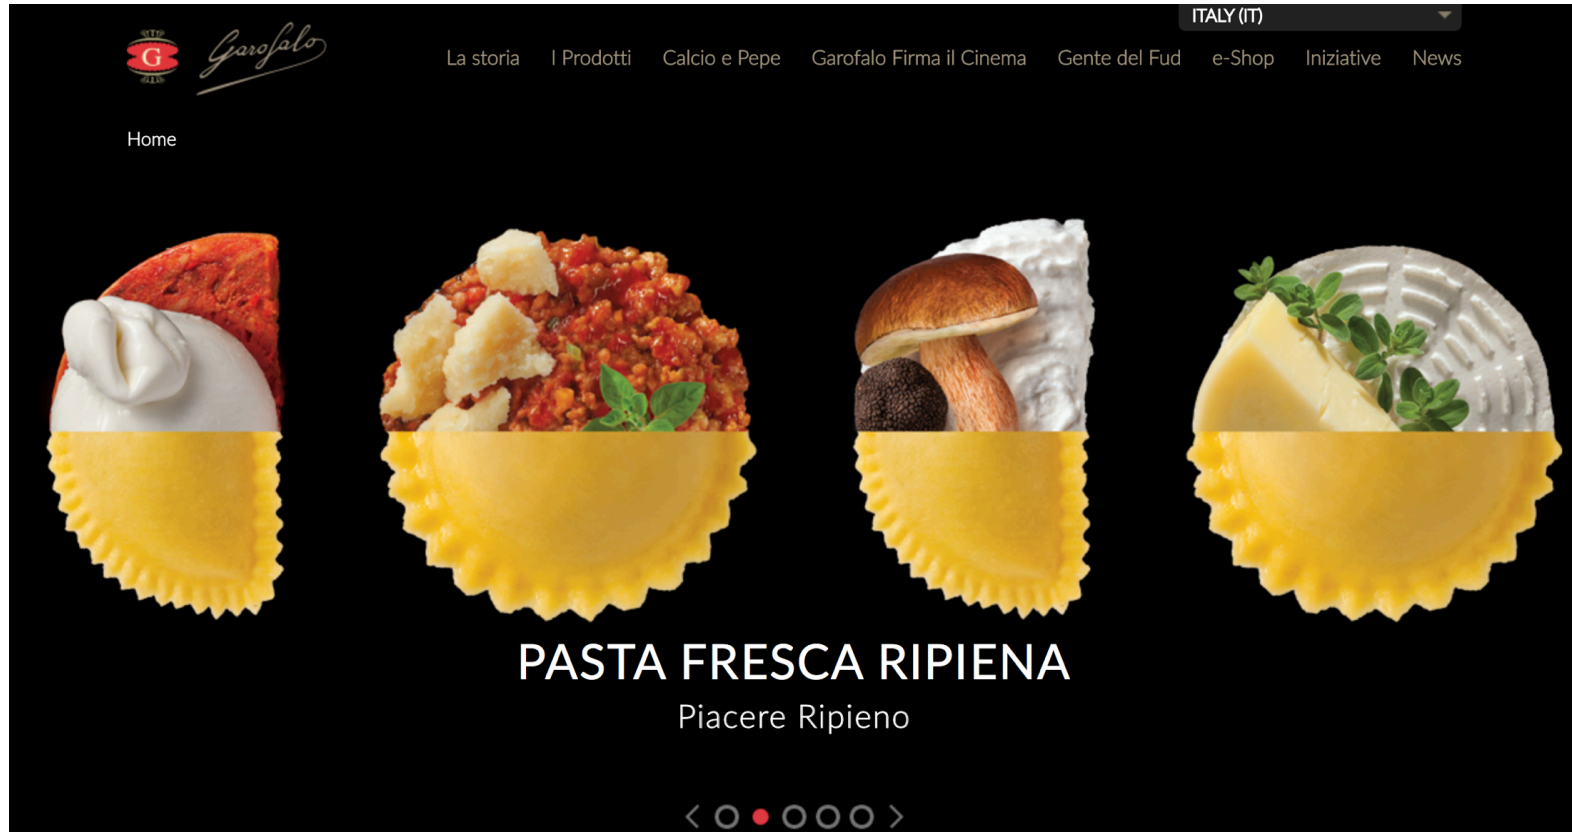 ITALY (IT)
G Garofalo
La storia I Prodotti Calcio e Pepe Garofalo Firma il Cinema Gente del Fud e-Shop Iniziative News
Home
PASTA FRESCA RIPIENA
Piacere Ripieno